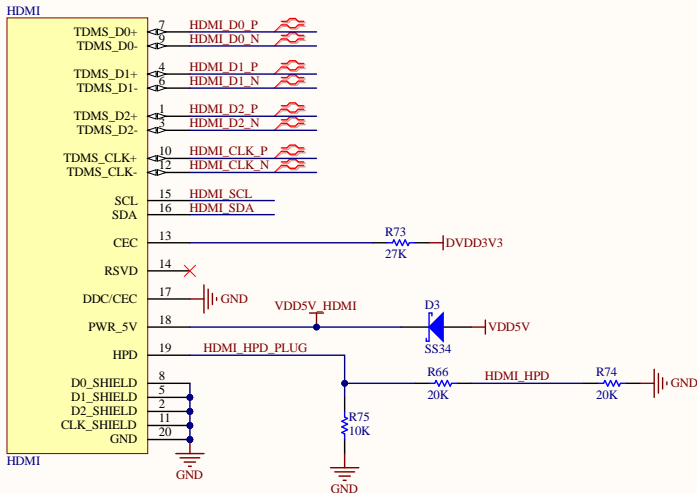 HDMI
TDMS_D0+ 7 HDMI_D0_P
TDMS_D0- 9 HDMI_D0_N
TDMS_D1+ 4 HDMI_D1_P
TDMS_D1- 6 HDMI_D1_N
TDMS_D2+ 1 HDMI_D2_P
TDMS_D2- 3 HDMI_D2_N
TDMS_CLK+ 10 HDMI_CLK_P
TDMS_CLK- 12 HDMI_CLK_N
SCL 15 HDMI_SCL
SDA 16 HDMI_SDA
CEC 13 R73 DVDD3V3
27K
RSVD 14
DDC/CEC 17 GND
VDD5V_HDMI D3
PWR_5V 18 VDD5V
SS34
HPD 19 HDMI_HPD_PLUG
R66 HDMI_HPD R74 GND
20K 20K
D0_SHIELD 8
D1_SHIELD 5
D2_SHIELD 2
CLK_SHIELD 11
GND 20
R75
10K
HDMI
GND
GND